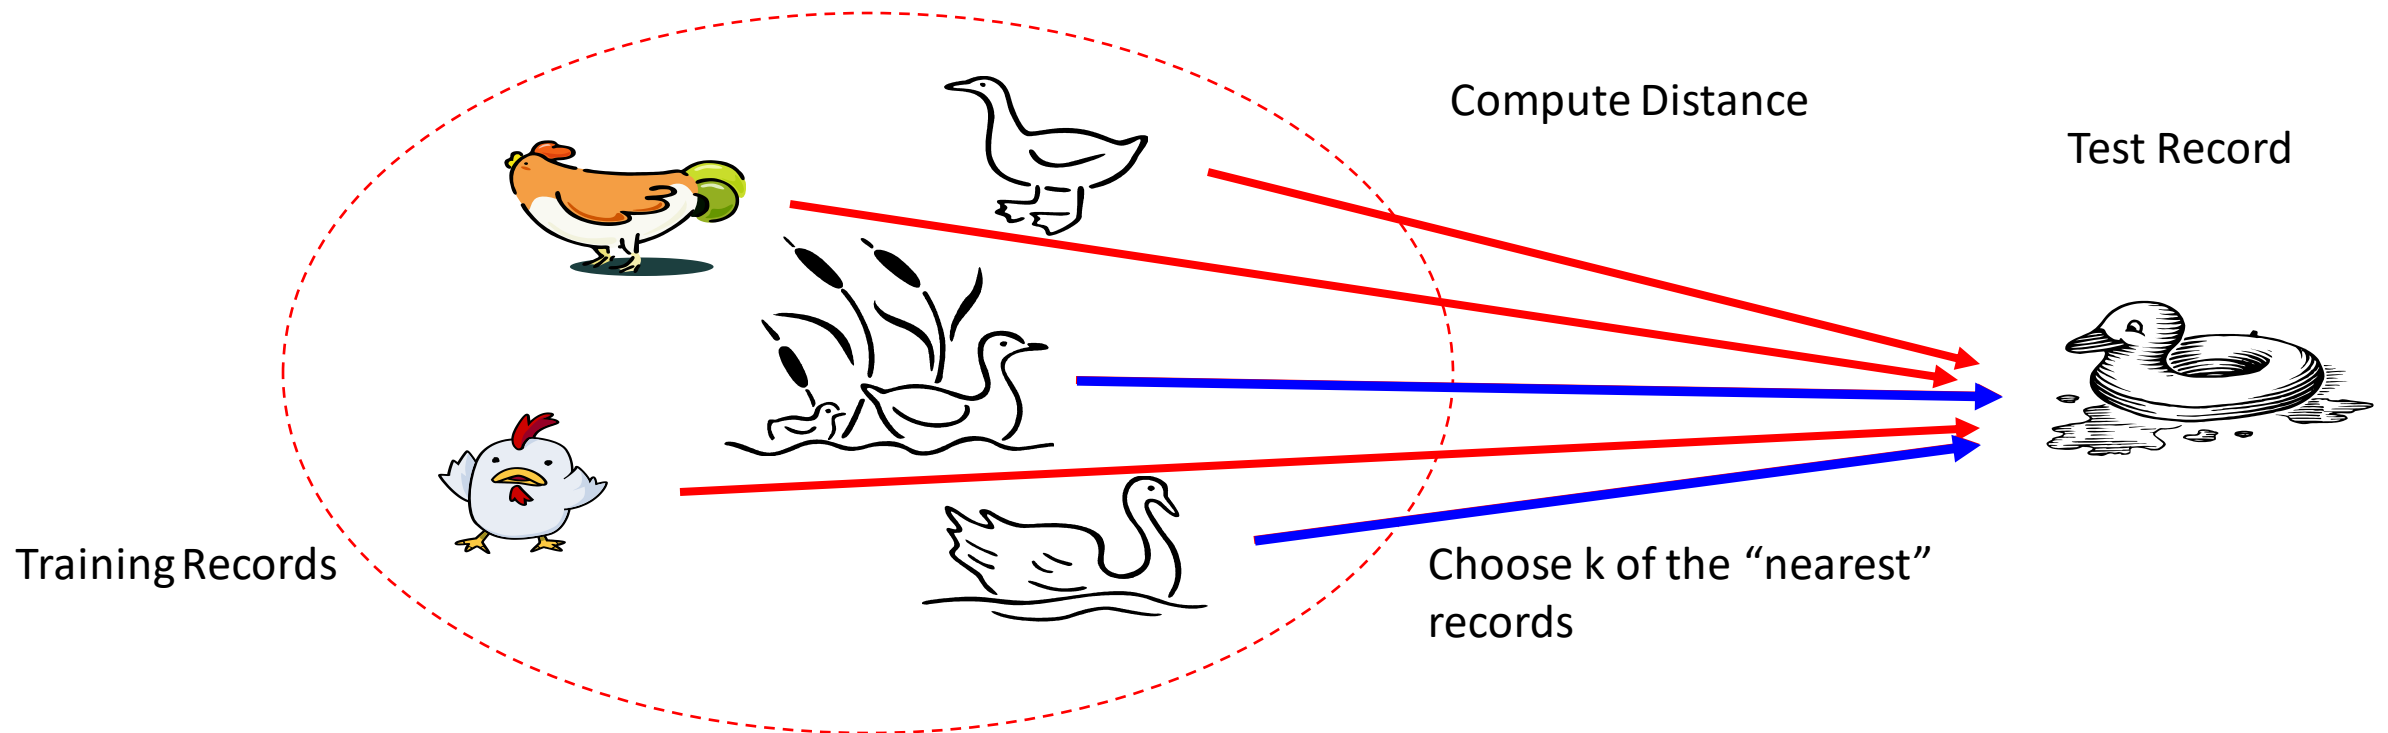 Compute Distance
Test Record
Training Records
Choose k of the “nearest”
records